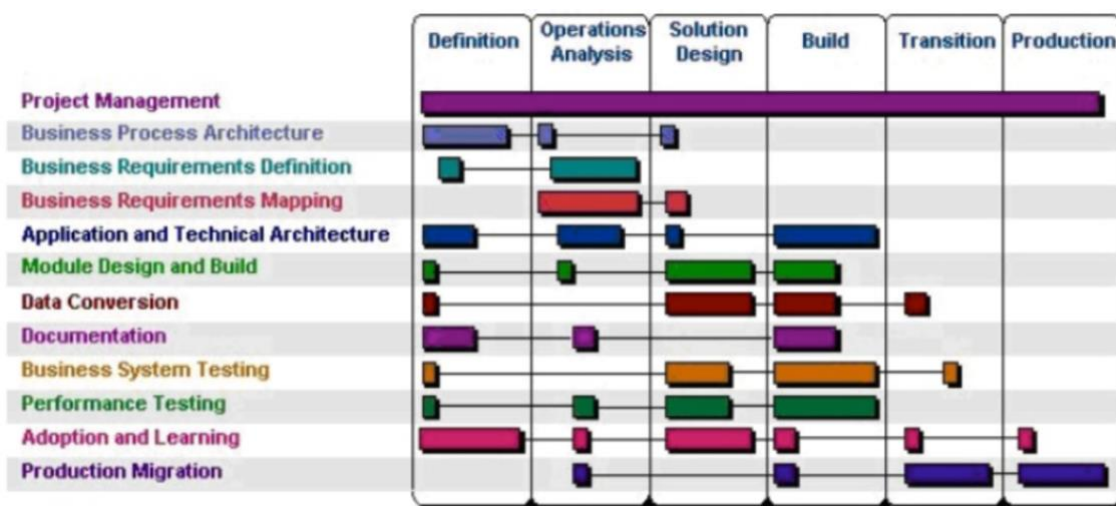 Definition
Operations
Analysis
Solution
Design
Build
Transition
Production
Project Management
Business Process Architecture
Business Requirements Definition
Business Requirements Mapping
Application and Technical Architecture
Module Design and Build
Data Conversion
Documentation
Business System Testing
Performance Testing
Adoption and Learning
Production Migration